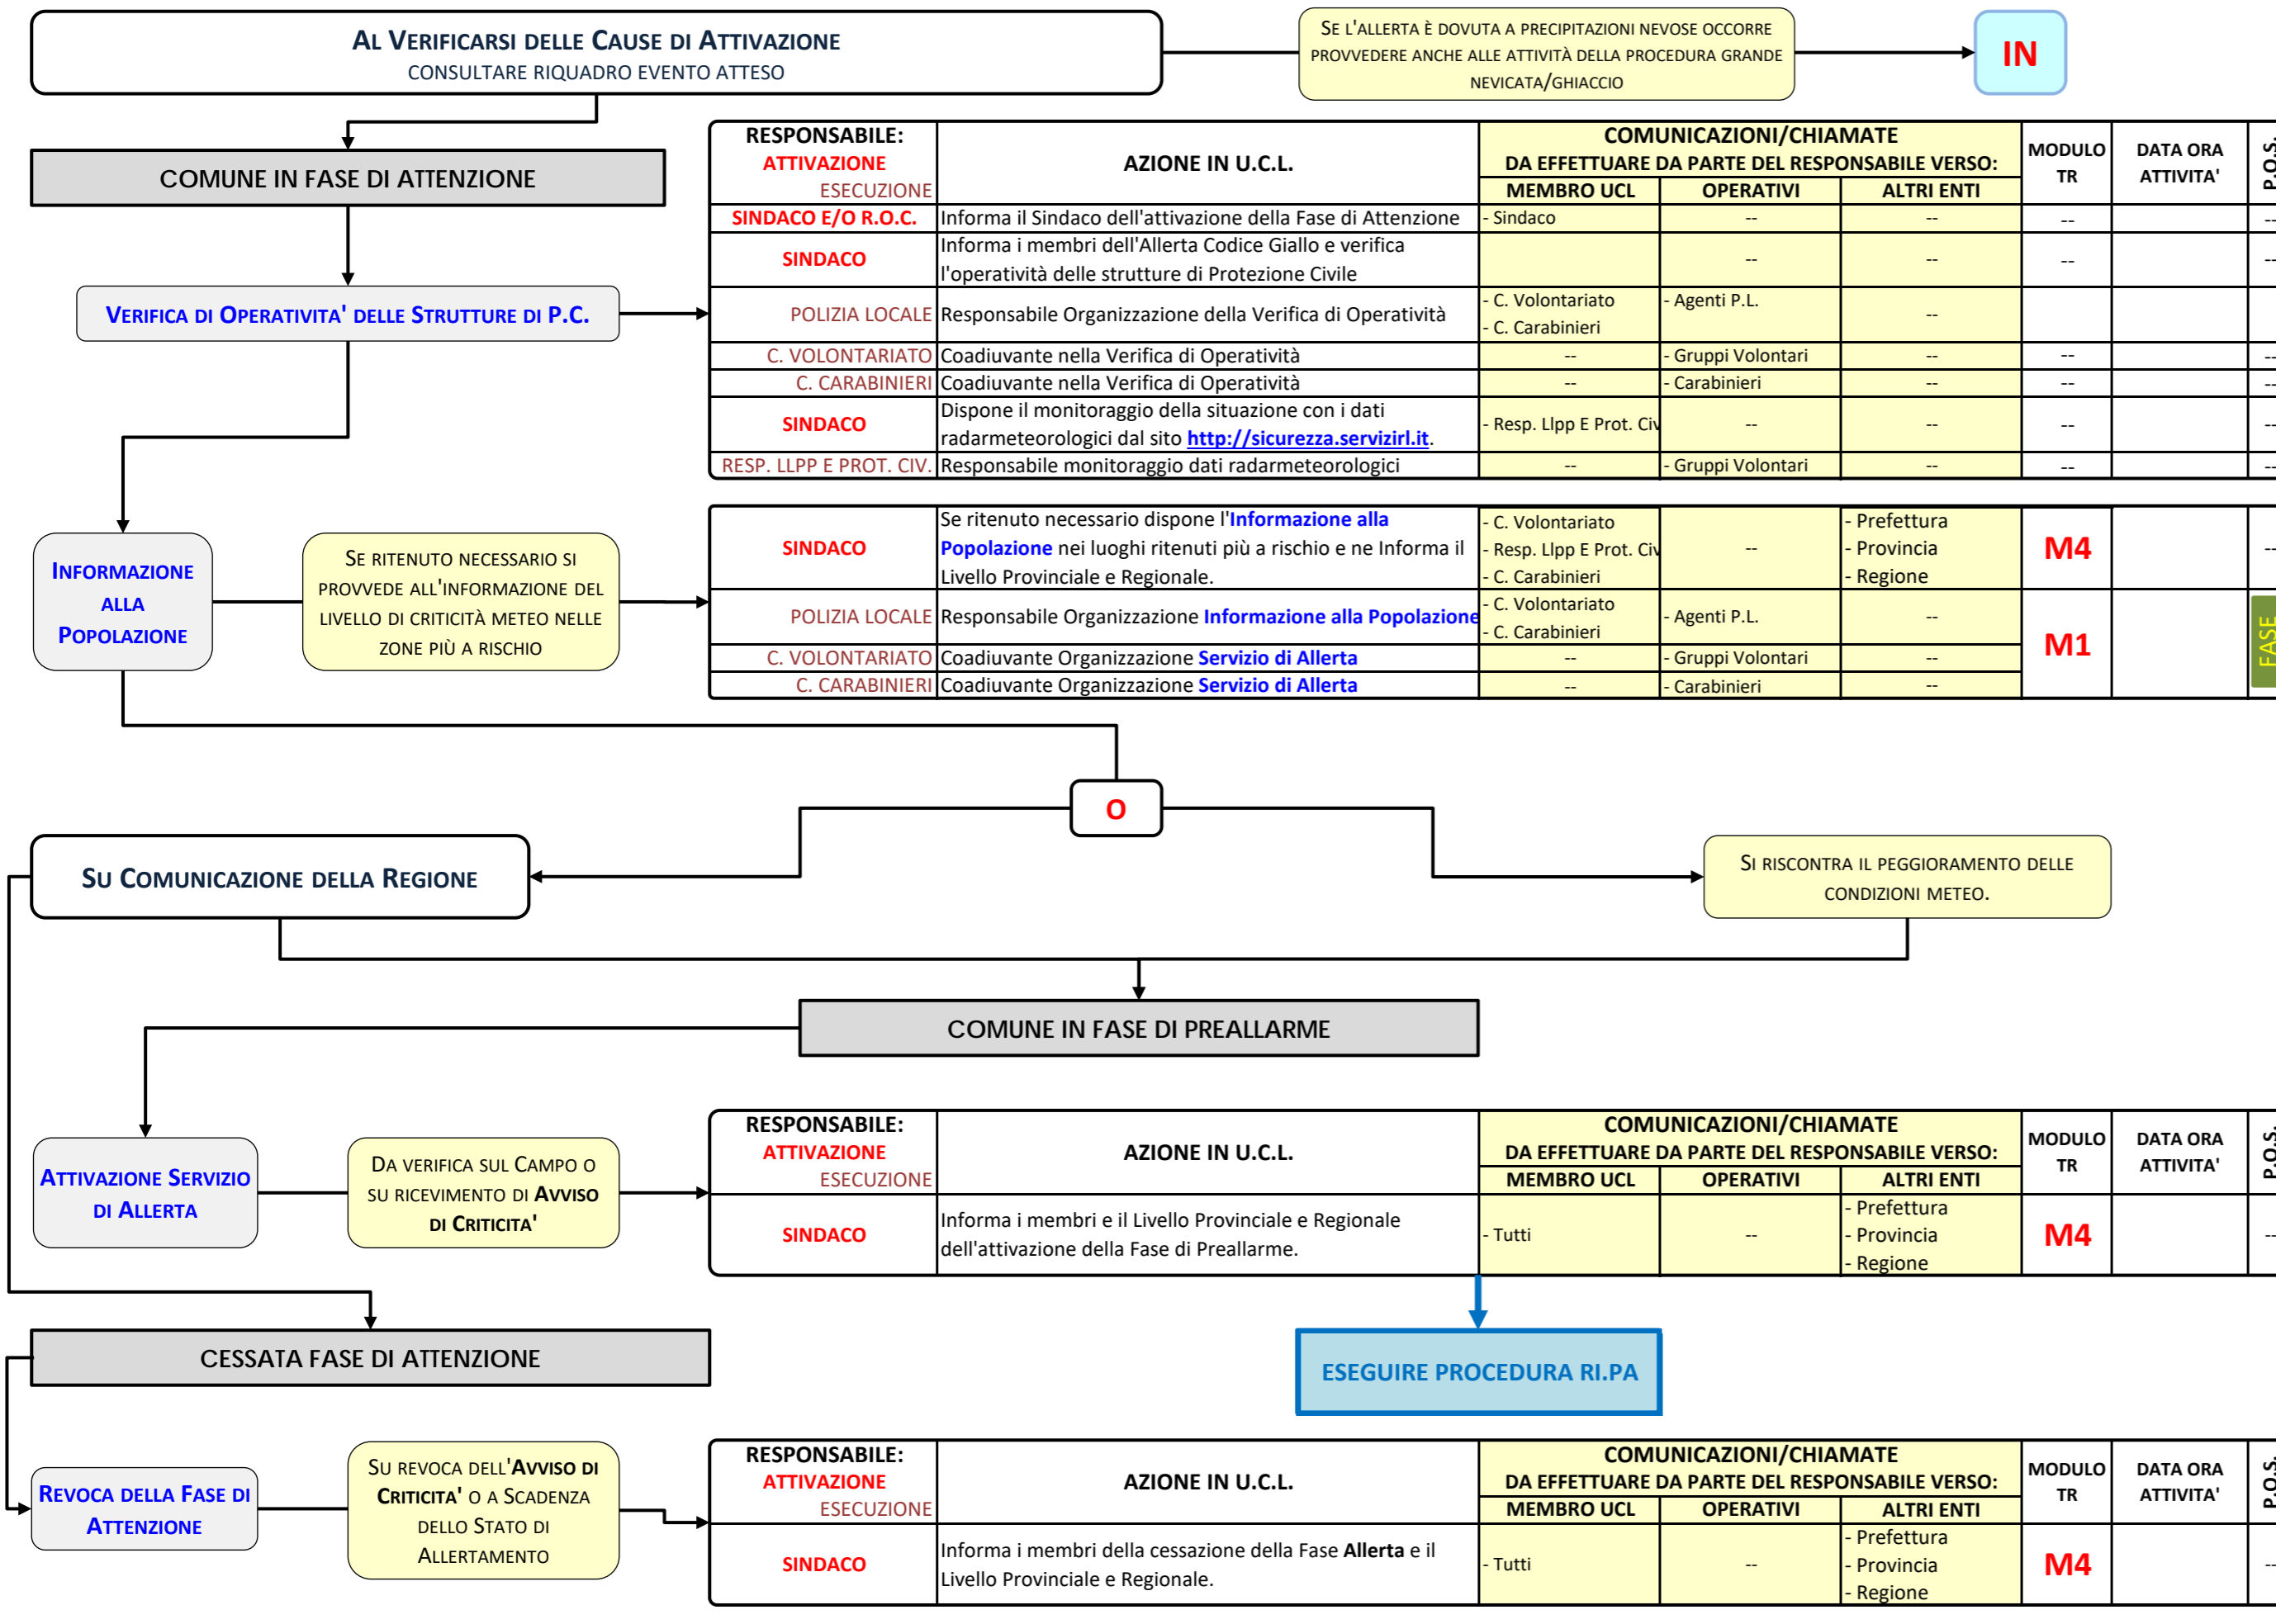 AL VERIFICARSI DELLE CAUSE DI ATTIVAZIONE
CONSULTARE RIQUADRO EVENTO ATTESO
SE L'ALLERTA È DOVUTA A PRECIPITAZIONI NEVOSE OCCORRE
PROVVEDERE ANCHE ALLE ATTIVITÀ DELLA PROCEDURA GRANDE
NEVICATA/GHIACCIO
IN
COMUNE IN FASE DI ATTENZIONE
VERIFICA DI OPERATIVITA' DELLE STRUTTURE DI P.C.
RESPONSABILE:
ATTIVAZIONE
ESECUZIONE
AZIONE IN U.C.L.
COMUNICAZIONI/CHIAMATE
DA EFFETTUARE DA PARTE DEL RESPONSABILE VERSO:
MEMBRO UCL OPERATIVI ALTRI ENTI
MODULO
TR
DATA ORA
ATTIVITA'
P.O.S.
SINDACO E/O R.O.C. Informa il Sindaco dell'attivazione della Fase di Attenzione - Sindaco -- -- -- --
SINDACO
Informa i membri dell'Allerta Codice Giallo e verifica
l'operatività delle strutture di Protezione Civile
-- -- -- --
POLIZIA LOCALE Responsabile Organizzazione della Verifica di Operatività
- C. Volontariato
- C. Carabinieri
- Agenti P.L.
--
C. VOLONTARIATO Coadiuvante nella Verifica di Operatività -- - Gruppi Volontari -- -- --
C. CARABINIERI Coadiuvante nella Verifica di Operatività -- - Carabinieri -- -- --
SINDACO
Dispone il monitoraggio della situazione con i dati
radarmeteorologici dal sito http://sicurezza.servizirl.it.
- Resp. Llpp E Prot. Civ -- -- -- --
RESP. LLPP E PROT. CIV. Responsabile monitoraggio dati radarmeteorologici -- - Gruppi Volontari -- -- --
INFORMAZIONE
ALLA
POPOLAZIONE
SE RITENUTO NECESSARIO SI
PROVVEDE ALL'INFORMAZIONE DEL
LIVELLO DI CRITICITÀ METEO NELLE
ZONE PIÙ A RISCHIO
SINDACO
Se ritenuto necessario dispone l'Informazione alla
Popolazione nei luoghi ritenuti più a rischio e ne Informa il
Livello Provinciale e Regionale.
- C. Volontariato
- Resp. Llpp E Prot. Civ
- C. Carabinieri
--
- Prefettura
- Provincia
- Regione
M4
--
POLIZIA LOCALE Responsabile Organizzazione Informazione alla Popolazione
- C. Volontariato
- C. Carabinieri
- Agenti P.L.
--
M1
FASE
C. VOLONTARIATO Coadiuvante Organizzazione Servizio di Allerta -- - Gruppi Volontari --
C. CARABINIERI Coadiuvante Organizzazione Servizio di Allerta -- - Carabinieri --
O
SU COMUNICAZIONE DELLA REGIONE
SI RISCONTRA IL PEGGIORAMENTO DELLE
CONDIZIONI METEO.
COMUNE IN FASE DI PREALLARME
ATTIVAZIONE SERVIZIO
DI ALLERTA
DA VERIFICA SUL CAMPO O
SU RICEVIMENTO DI AVVISO
DI CRITICITA'
RESPONSABILE:
ATTIVAZIONE
ESECUZIONE
AZIONE IN U.C.L.
COMUNICAZIONI/CHIAMATE
DA EFFETTUARE DA PARTE DEL RESPONSABILE VERSO:
MEMBRO UCL OPERATIVI ALTRI ENTI
MODULO
TR
DATA ORA
ATTIVITA'
P.O.S.
SINDACO
Informa i membri e il Livello Provinciale e Regionale
dell'attivazione della Fase di Preallarme.
- Tutti
--
- Prefettura
- Provincia
- Regione
M4
--
CESSATA FASE DI ATTENZIONE
ESEGUIRE PROCEDURA RI.PA
REVOCA DELLA FASE DI
ATTENZIONE
SU REVOCA DELL'AVVISO DI
CRITICITA' O A SCADENZA
DELLO STATO DI
ALLERTAMENTO
RESPONSABILE:
ATTIVAZIONE
ESECUZIONE
AZIONE IN U.C.L.
COMUNICAZIONI/CHIAMATE
DA EFFETTUARE DA PARTE DEL RESPONSABILE VERSO:
MEMBRO UCL OPERATIVI ALTRI ENTI
MODULO
TR
DATA ORA
ATTIVITA'
P.O.S.
SINDACO
Informa i membri della cessazione della Fase Allerta e il
Livello Provinciale e Regionale.
- Tutti
--
- Prefettura
- Provincia
- Regione
M4
--